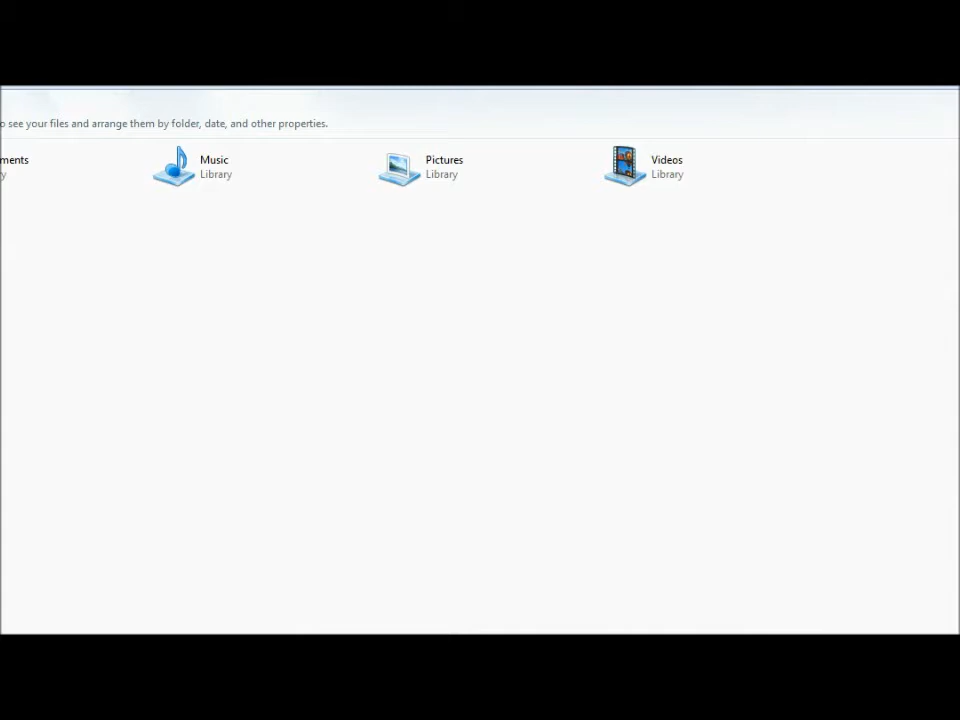 o see your files and arrange them by folder, date, and other properties.
ments
y
Music
Library
Pictures
Library
Videos
Library